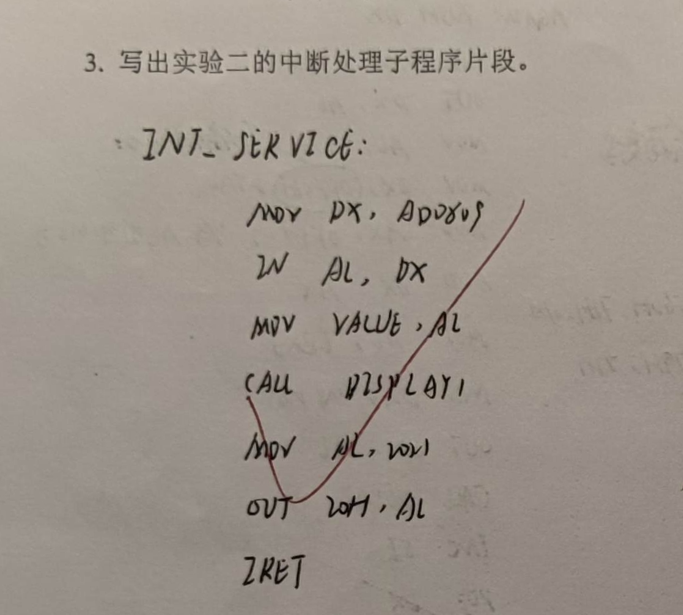 3. 写出实验二的中断处理子程序片段。
INT_SERVICE:
MOV DX, AD0809
IN AL, DX
MOV VALUE, AL
CALL DISPLAY1
MOV AL,
OUT 20H, AL
IRET